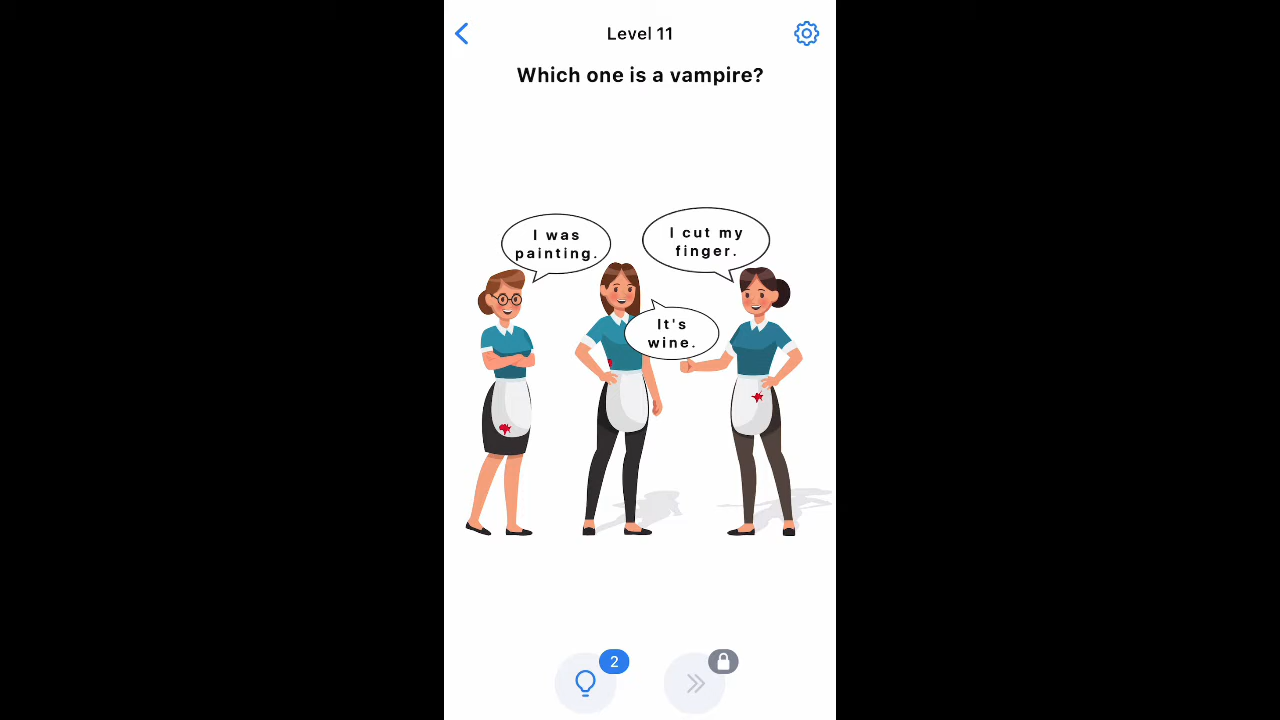 Level 11
Which one is a vampire?
I was
painting.
I cut my
finger.
It's
wine.
2